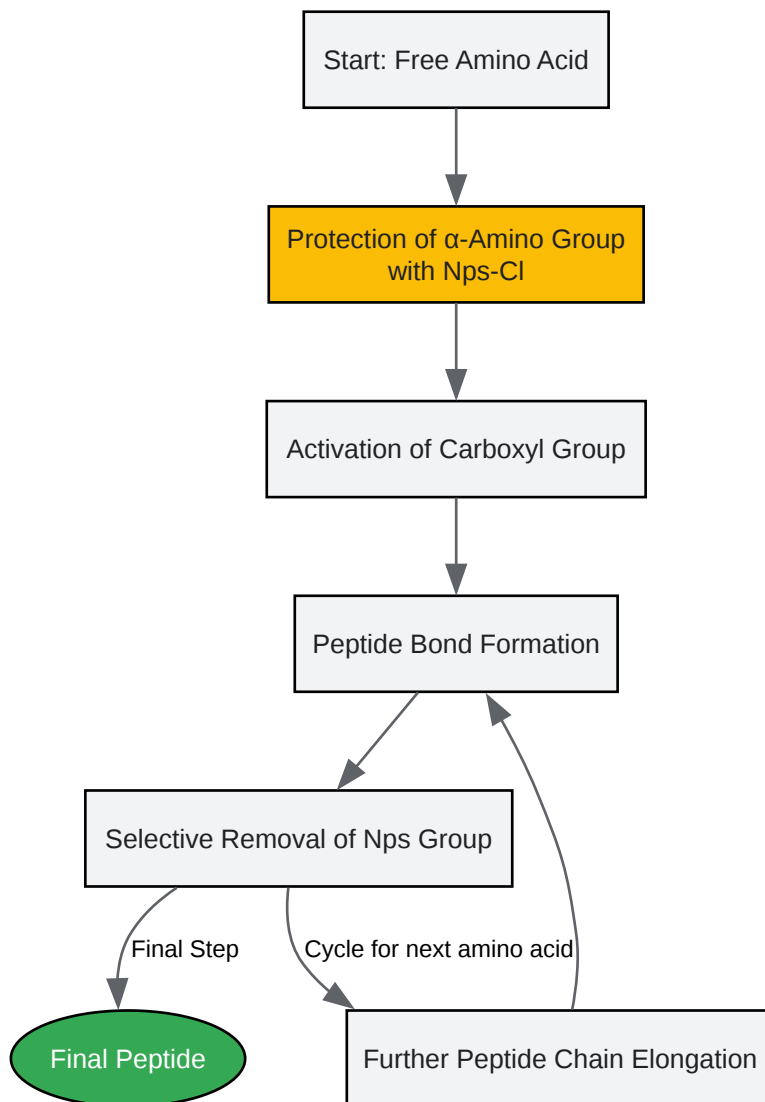 Start: Free Amino Acid
Protection of α-Amino Group
with Nps-Cl
Activation of Carboxyl Group
Peptide Bond Formation
Selective Removal of Nps Group
Final Step
Cycle for next amino acid
Final Peptide
Further Peptide Chain Elongation